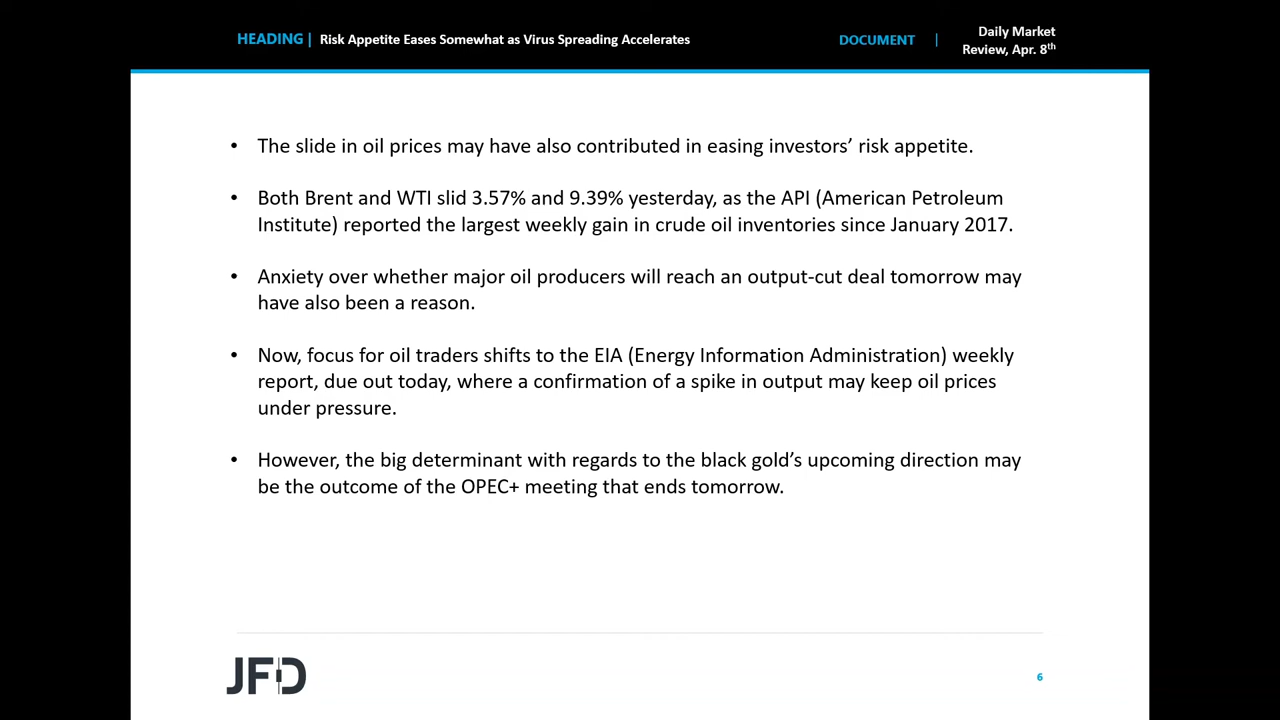 HEADING | Risk Appetite Eases Somewhat as Virus Spreading Accelerates
DOCUMENT |
Daily Market
Review, Apr. 8th
• The slide in oil prices may have also contributed in easing investors’ risk appetite.
• Both Brent and WTI slid 3.57% and 9.39% yesterday, as the API (American Petroleum
Institute) reported the largest weekly gain in crude oil inventories since January 2017.
• Anxiety over whether major oil producers will reach an output-cut deal tomorrow may
have also been a reason.
• Now, focus for oil traders shifts to the EIA (Energy Information Administration) weekly
report, due out today, where a confirmation of a spike in output may keep oil prices
under pressure.
• However, the big determinant with regards to the black gold’s upcoming direction may
be the outcome of the OPEC+ meeting that ends tomorrow.
JFD
6